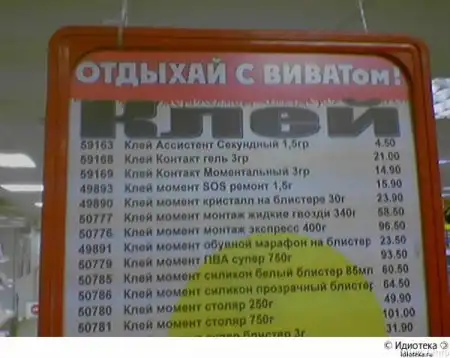 ОТДЫХАЙ С ВИВАТом!
Клей
59163 Клей Ассистент Секундный 1,5гр 4.50
59168 Клей Контакт гель 3гр 21.00
59169 Клей Контакт Моментальный 3гр 14.90
49893 Клей момент SOS ремонт 1,5г 15.90
49890 Клей момент кристалл на блистере 30г 23.90
50777 Клей момент монтаж жидкие гвозди 340г 58.50
50776 Клей момент монтаж экспресс 400г 96.50
49891 Клей момент обувной марафон на блистер 23.50
50779 Клей момент ПВА супер 750г 93.50
50785 Клей момент силикон белый блистер 85мл 60.50
50786 Клей момент силикон прозрачный блистер 64.50
50780 Клей момент столяр 250г 49.90
50781 Клей момент столяр 750г 101.00
супер блистер 3г 31.90
© Идиотека
idioteka.ru